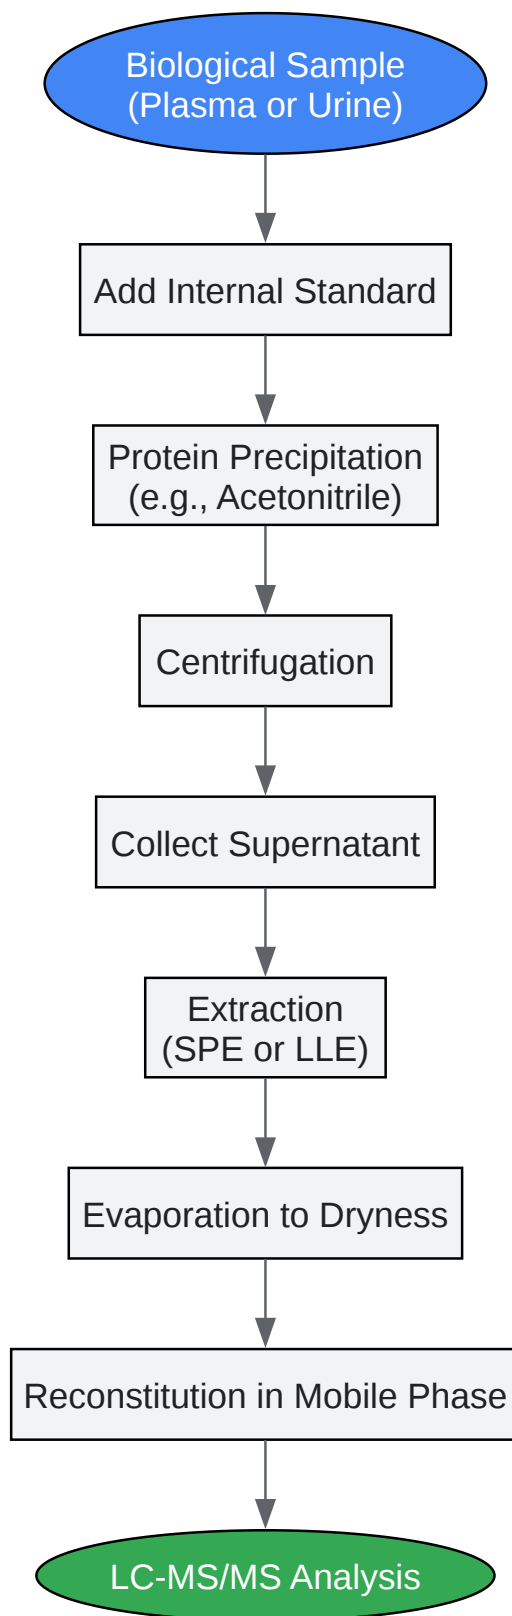 Biological Sample
(Plasma or Urine)
Add Internal Standard
Protein Precipitation
(e.g., Acetonitrile)
Centrifugation
Collect Supernatant
Extraction
(SPE or LLE)
Evaporation to Dryness
Reconstitution in Mobile Phase
LC-MS/MS Analysis